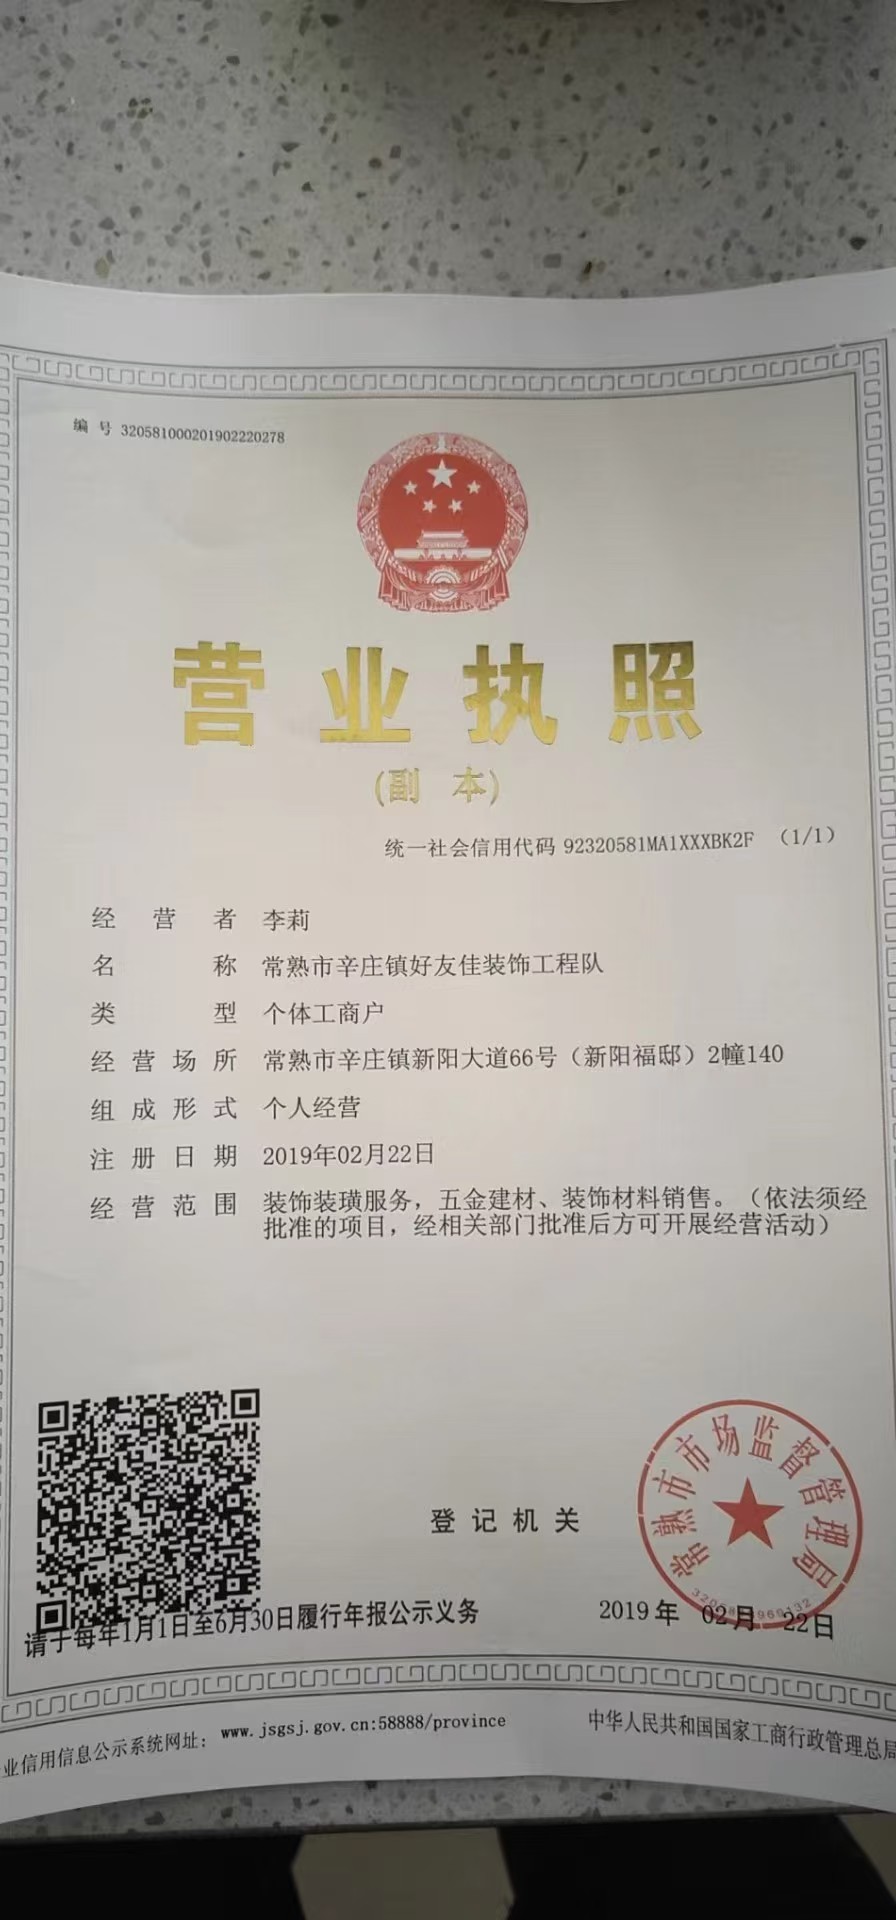 编 号 320581000201902220278
营业执照
(副 本)
统一社会信用代码 92320581MA1XXXBK2F （1/1）
经 营 者 李莉
名 称 常熟市辛庄镇好友佳装饰工程队
类 型 个体工商户
经 营 场 所 常熟市辛庄镇新阳大道66号（新阳福邸）2幢140
组 成 形 式 个人经营
注 册 日 期 2019年02月22日
经 营 范 围 装饰装璜服务，五金建材、装饰材料销售。（依法须经
批准的项目，经相关部门批准后方可开展经营活动）
登 记 机 关
常熟市市场监督管理局
2019 年 02 月 22 日
请于每年1月1日至6月30日履行年报公示义务
业信用信息公示系统网址： www.jsgsj.gov.cn:58888/province
中华人民共和国国家工商行政管理总局